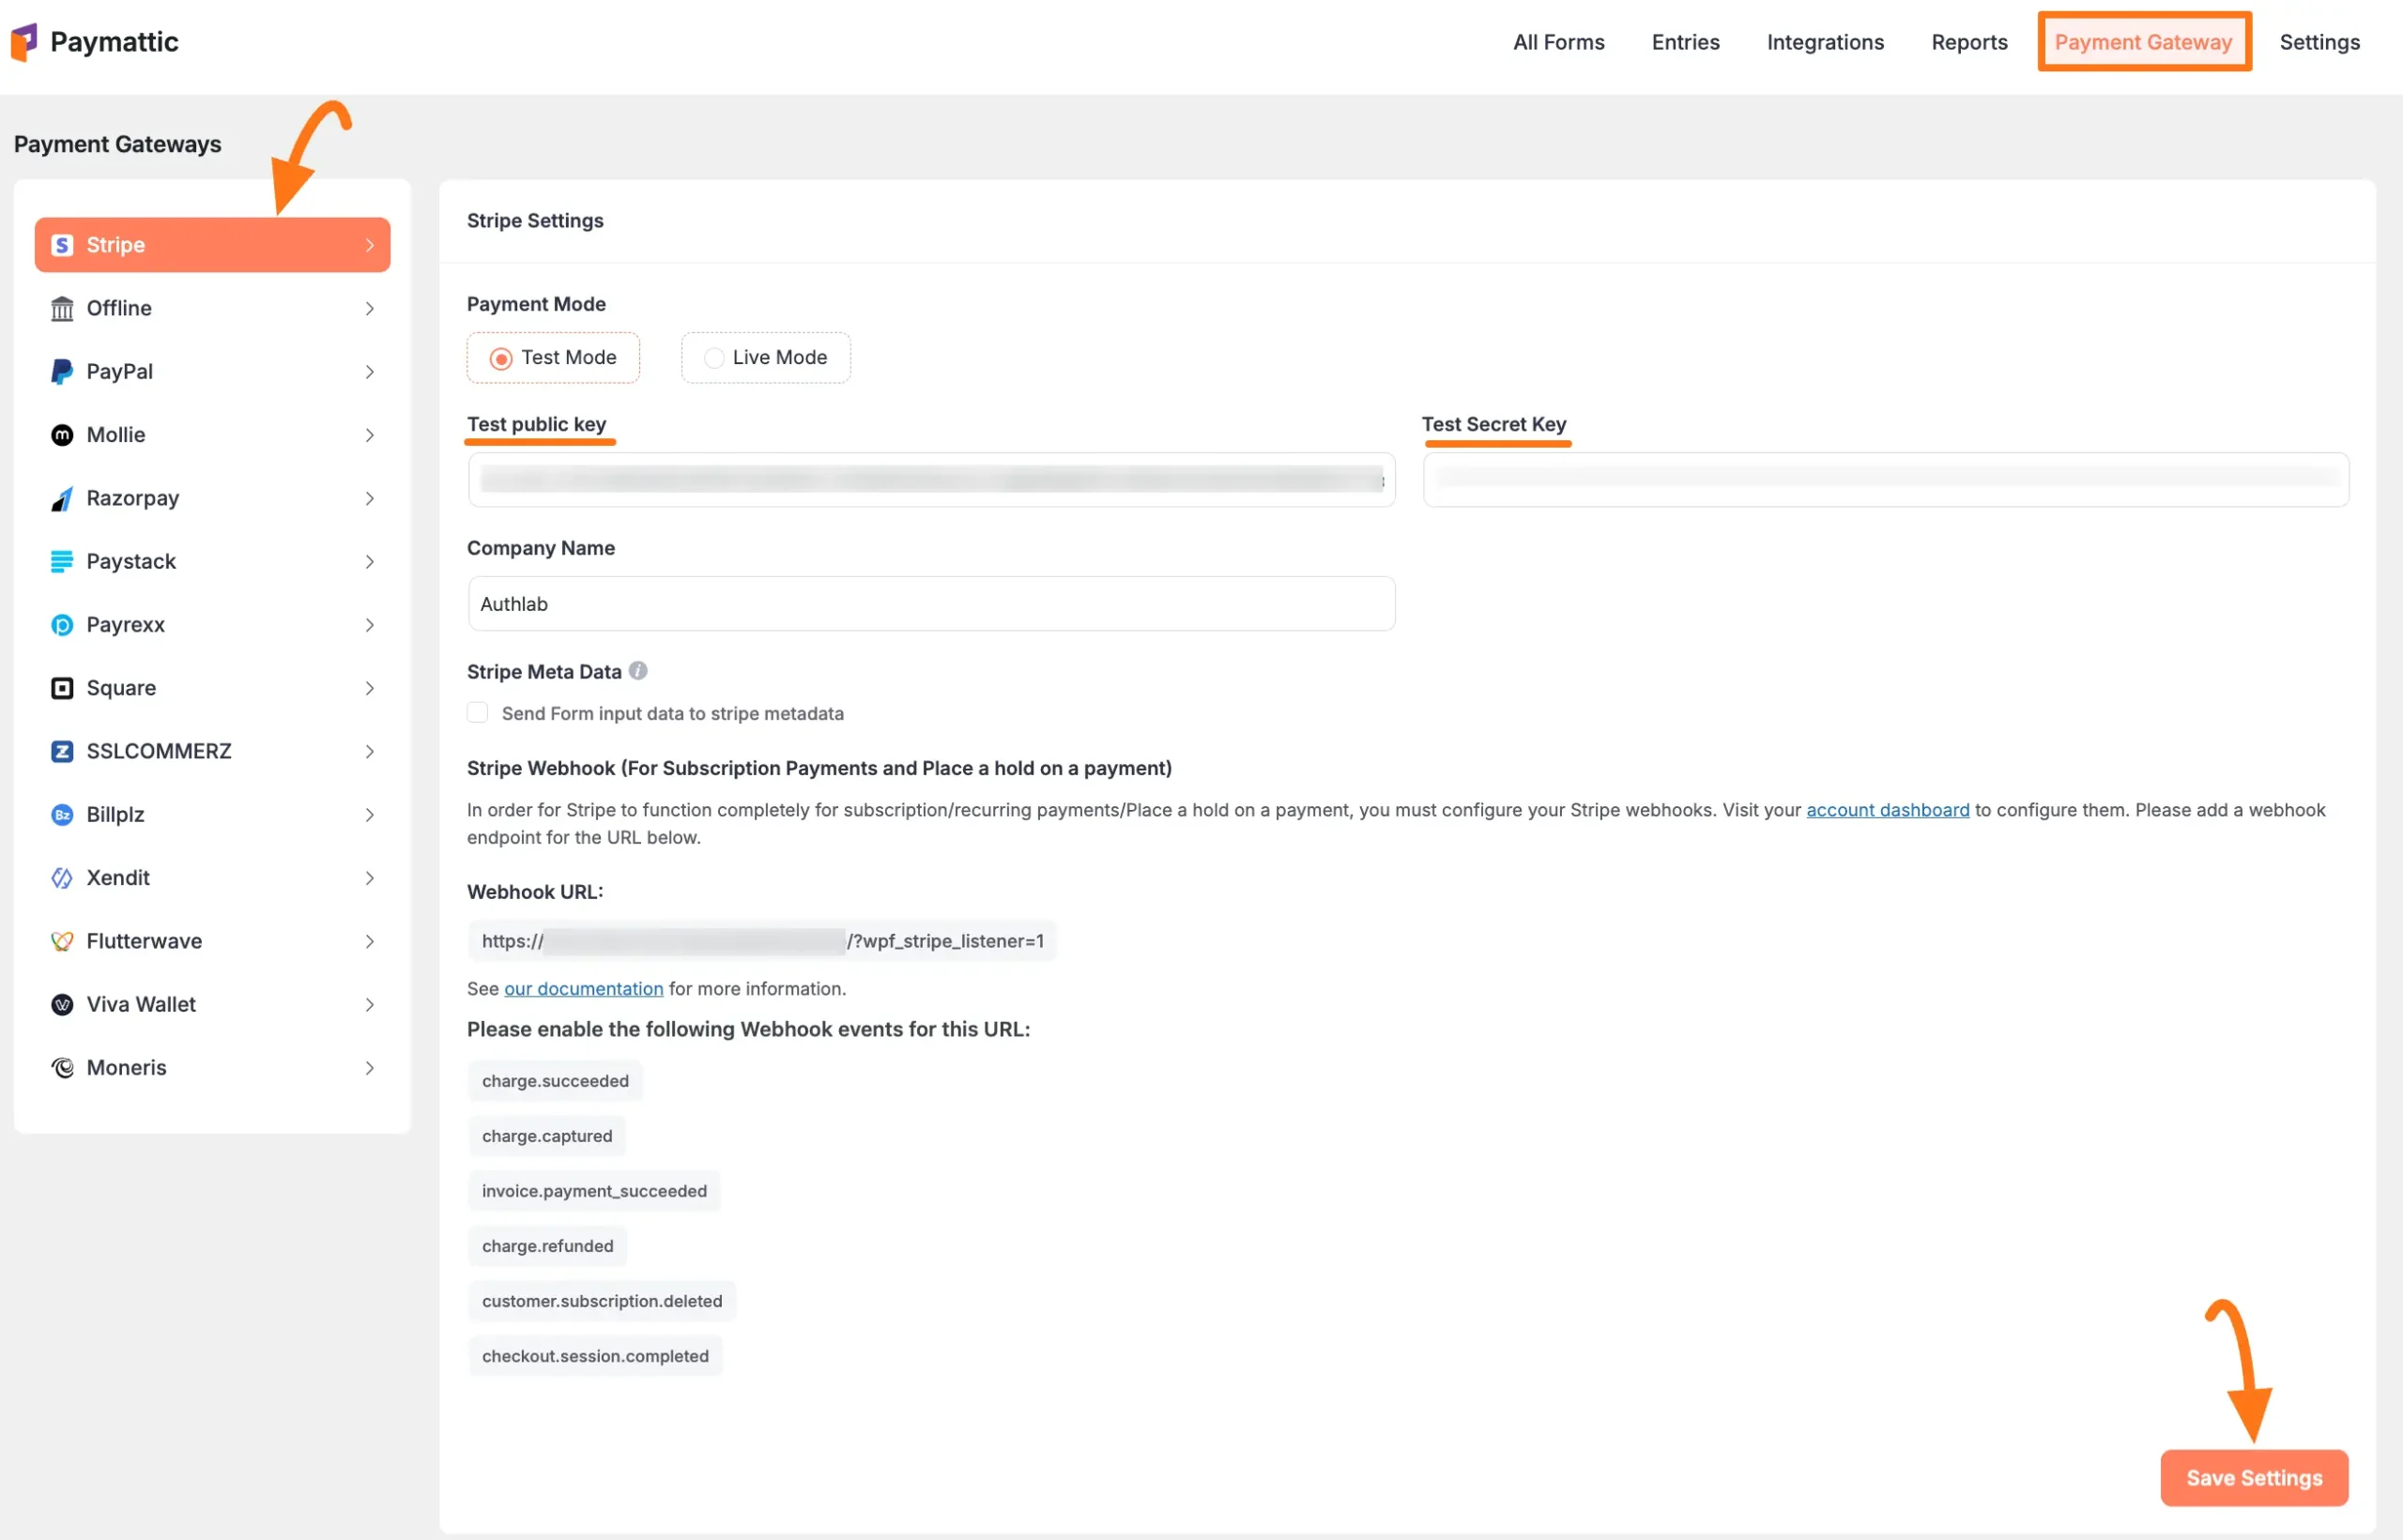 Paymattic
All Forms
Entries
Integrations
Reports
Payment Gateway
Settings
Payment Gateways
Stripe
Offline
PayPal
Mollie
Razorpay
Paystack
Payrexx
Square
SSLCOMMERZ
Billplz
Xendit
Flutterwave
Viva Wallet
Moneris
Stripe Settings
Payment Mode
Test Mode
Live Mode
Test public key
Test Secret Key
Company Name
Authlab
Stripe Meta Data
Send Form input data to stripe metadata
Stripe Webhook (For Subscription Payments and Place a hold on a payment)
In order for Stripe to function completely for subscription/recurring payments/Place a hold on a payment, you must configure your Stripe webhooks. Visit your account dashboard to configure them. Please add a webhook
endpoint for the URL below.
Webhook URL:
https:// /?wpf_stripe_listener=1
See our documentation for more information.
Please enable the following Webhook events for this URL:
charge.succeeded
charge.captured
invoice.payment_succeeded
charge.refunded
customer.subscription.deleted
checkout.session.completed
Save Settings